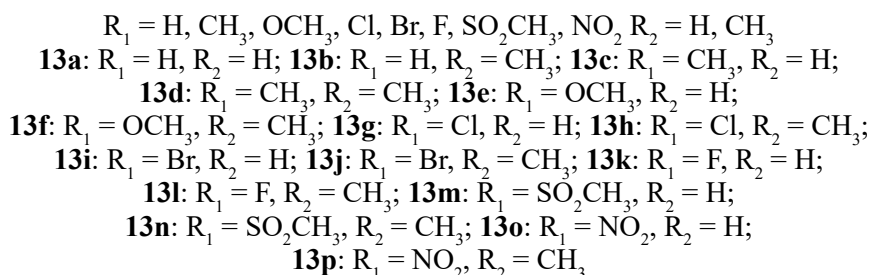 R₁ = H, CH₃, OCH₃, Cl, Br, F, SO₂CH₃, NO₂ R₂ = H, CH₃
13a: R₁ = H, R₂ = H; 13b: R₁ = H, R₂ = CH₃; 13c: R₁ = CH₃, R₂ = H;
13d: R₁ = CH₃, R₂ = CH₃; 13e: R₁ = OCH₃, R₂ = H;
13f: R₁ = OCH₃, R₂ = CH₃; 13g: R₁ = Cl, R₂ = H; 13h: R₁ = Cl, R₂ = CH₃;
13i: R₁ = Br, R₂ = H; 13j: R₁ = Br, R₂ = CH₃; 13k: R₁ = F, R₂ = H;
13l: R₁ = F, R₂ = CH₃; 13m: R₁ = SO₂CH₃, R₂ = H;
13n: R₁ = SO₂CH₃, R₂ = CH₃; 13o: R₁ = NO₂, R₂ = H;
13p: R₁ = NO₂, R₂ = CH₃